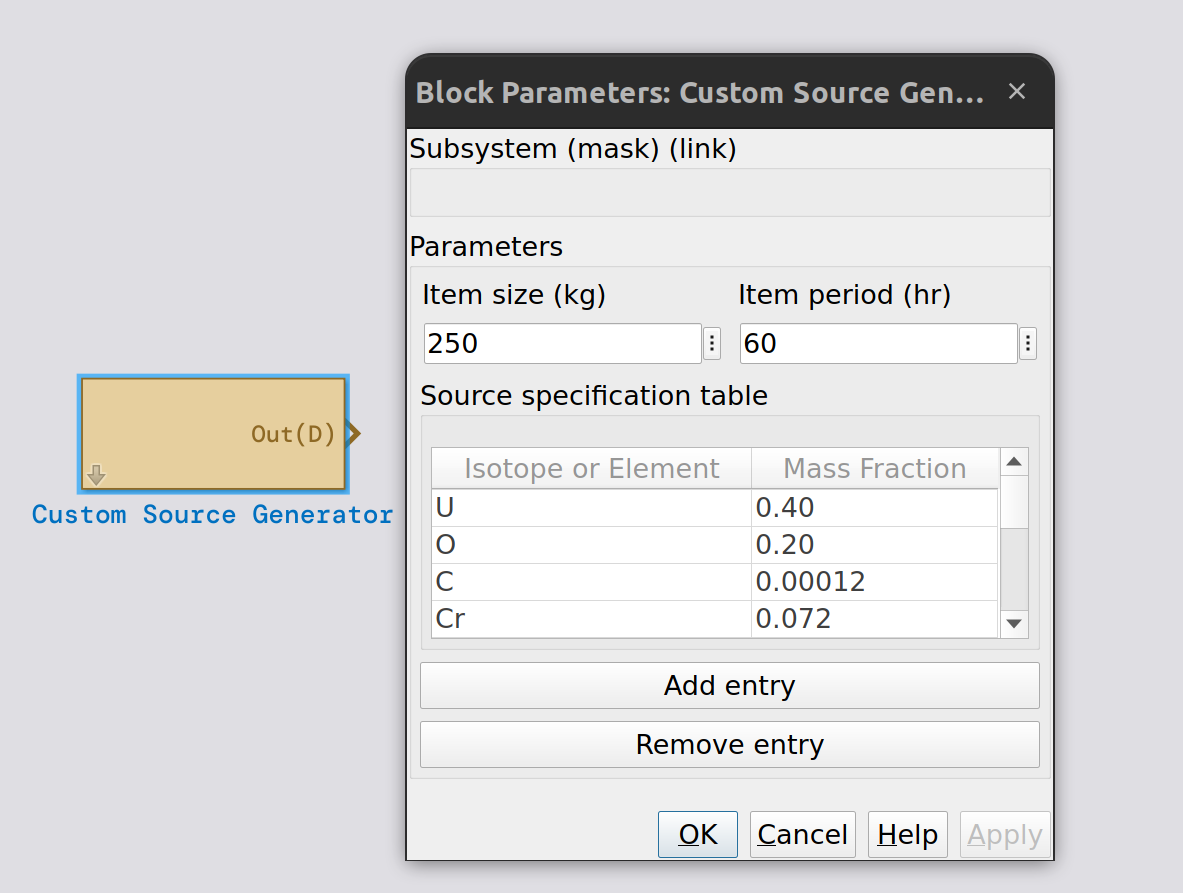 Block Parameters: Custom Source Gen...
Subsystem (mask) (link)
Parameters
Item size (kg) Item period (hr)
250 60
Source specification table
Isotope or Element Mass Fraction
U 0.40
O 0.20
C 0.00012
Cr 0.072
Add entry
Remove entry
OK Cancel Help Apply
Out(D)
Custom Source Generator